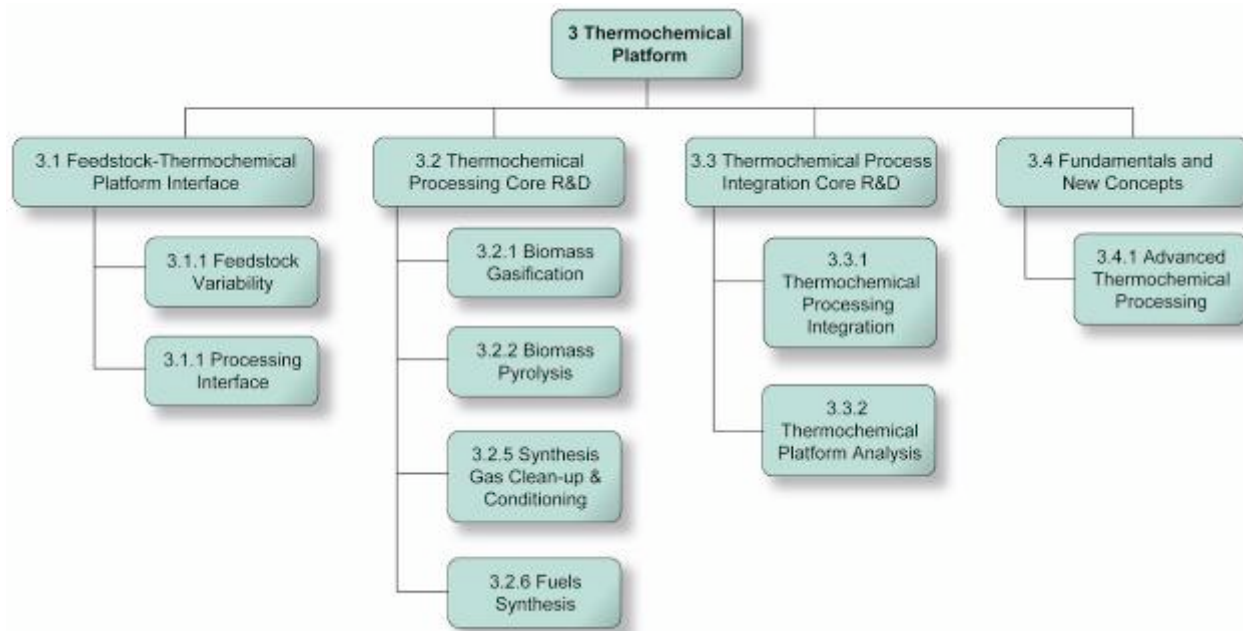 3 Thermochemical
Platform
3.1 Feedstock-Thermochemical
Platform Interface
3.1.1 Feedstock
Variability
3.1.1 Processing
Interface
3.2 Thermochemical
Processing Core R&D
3.2.1 Biomass
Gasification
3.2.2 Biomass
Pyrolysis
3.2.5 Synthesis
Gas Clean-up &
Conditioning
3.2.6 Fuels
Synthesis
3.3 Thermochemical Process
Integration Core R&D
3.3.1
Thermochemical
Processing
Integration
3.3.2
Thermochemical
Platform Analysis
3.4 Fundamentals and
New Concepts
3.4.1 Advanced
Thermochemical
Processing